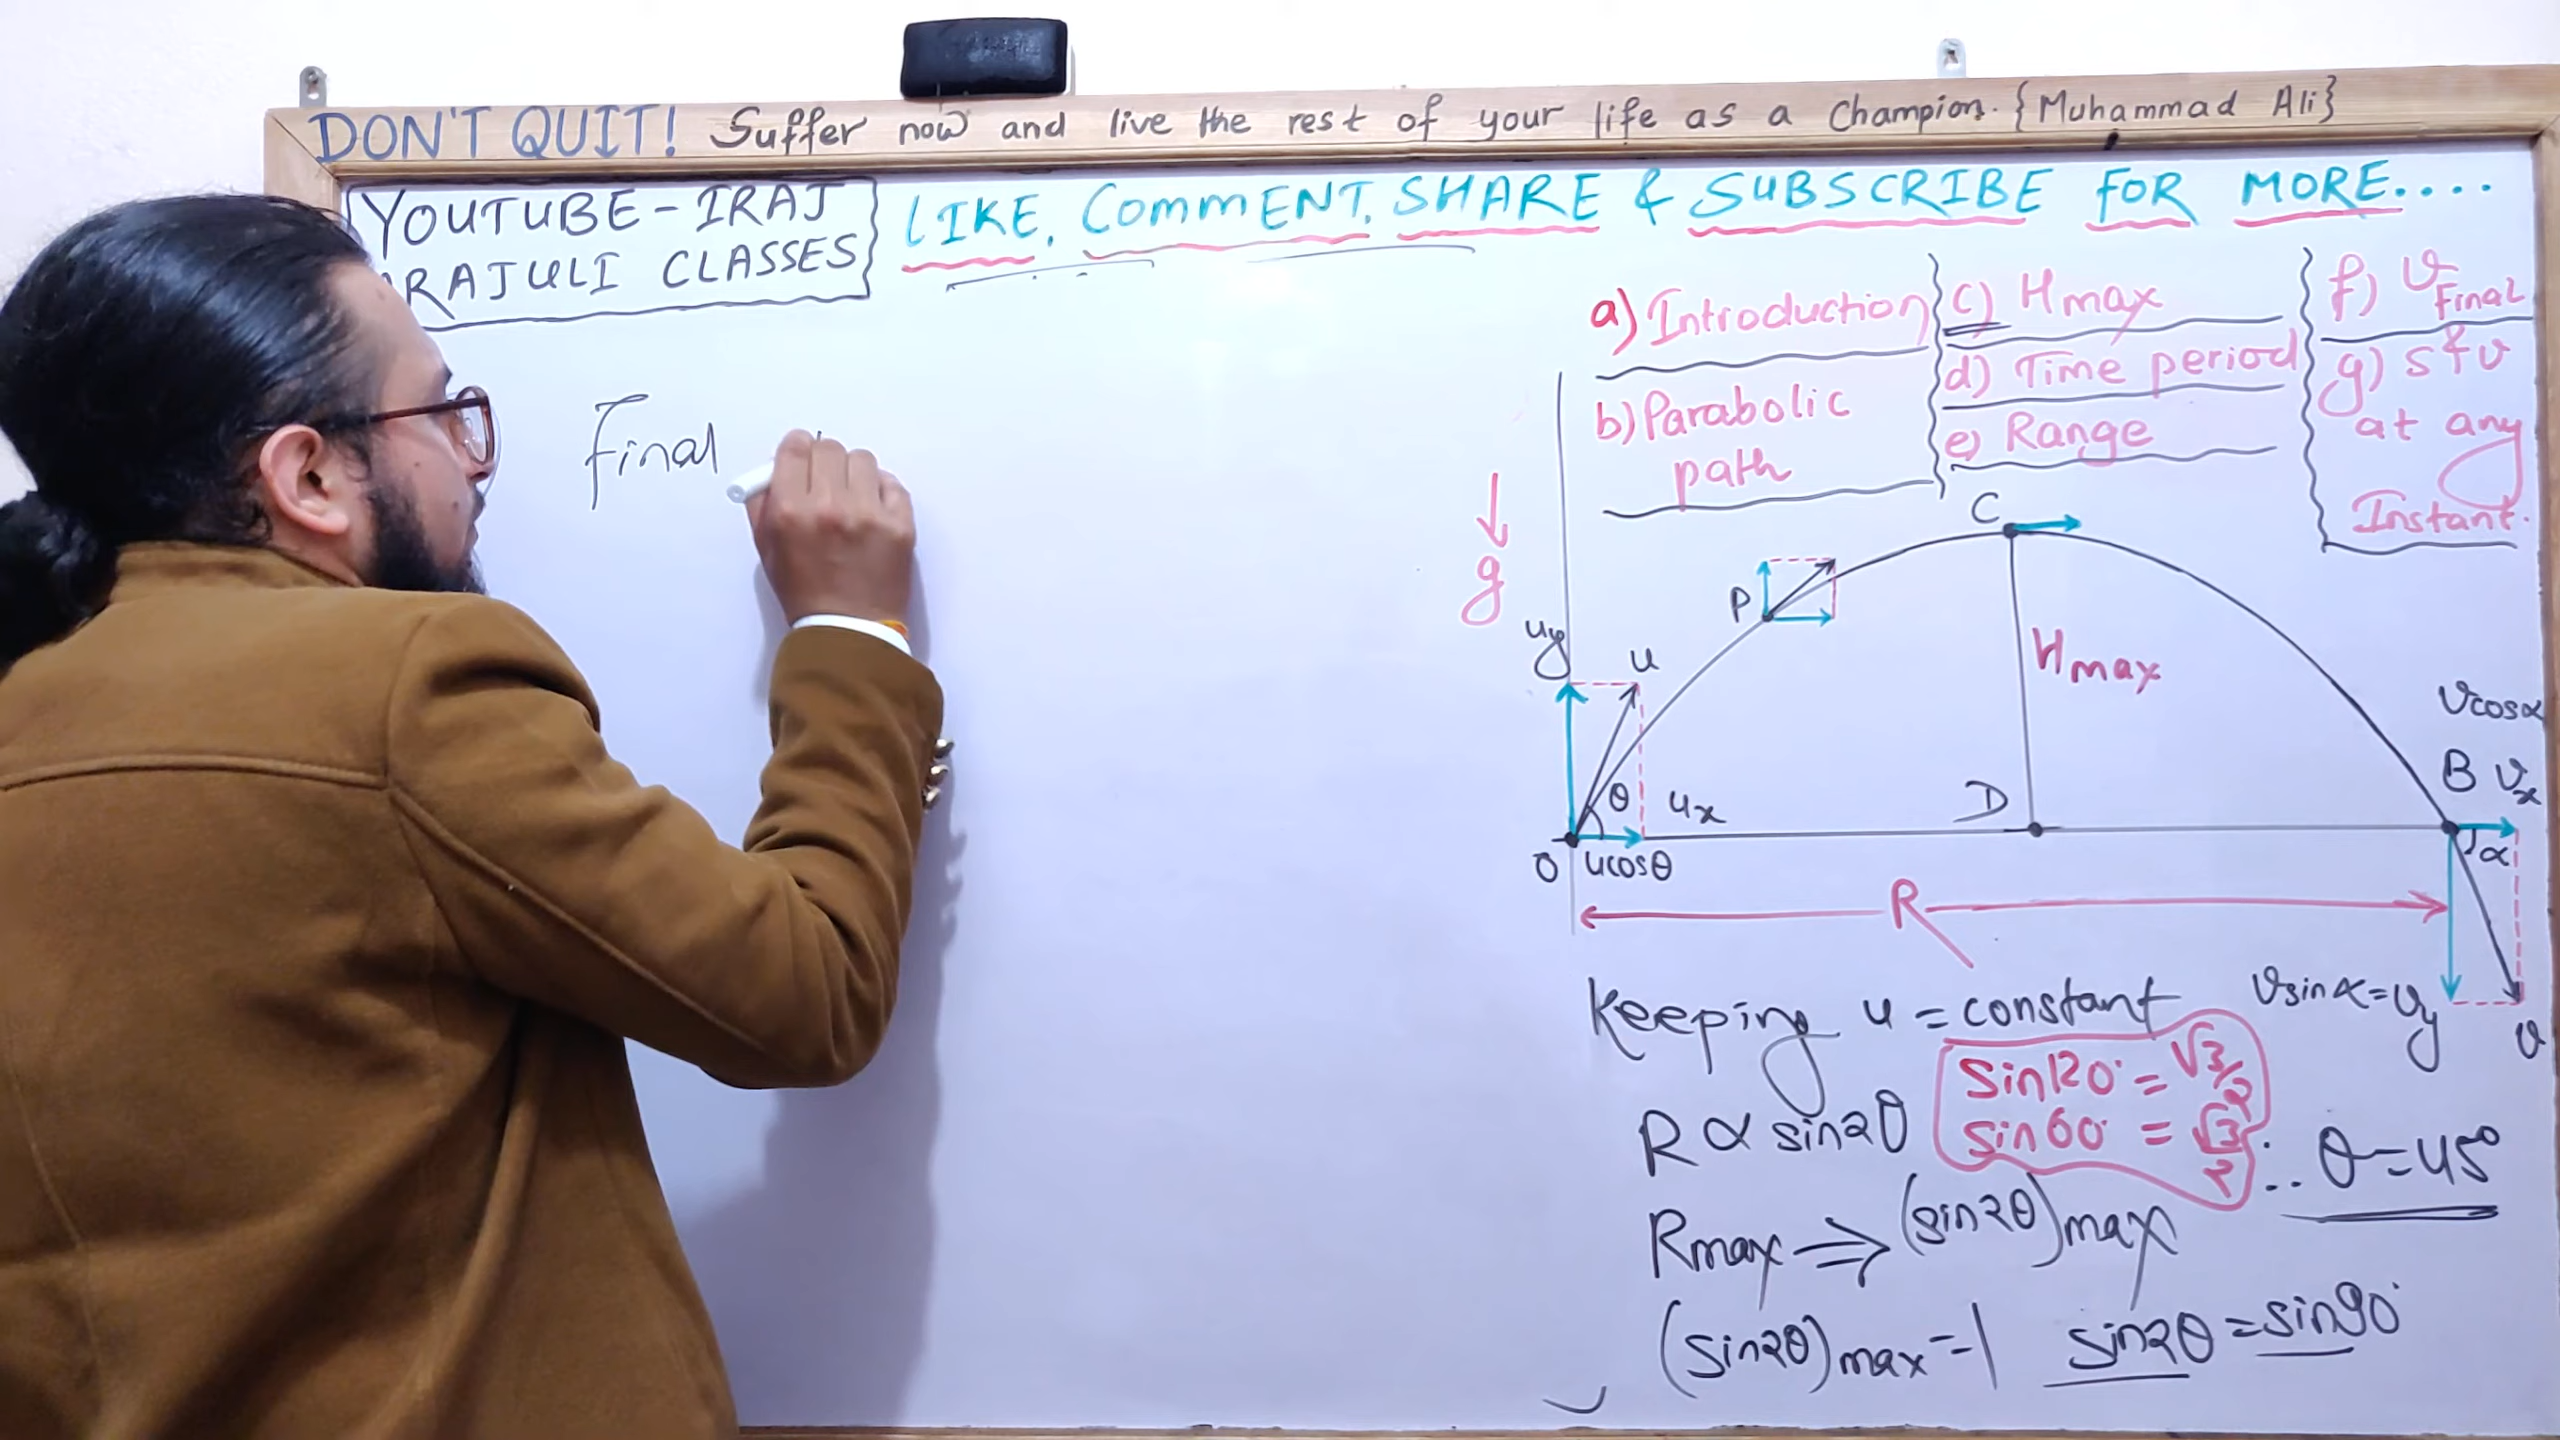 DON'T QUIT! Suffer now and live the rest of your life as a Champion. {Muhammad Ali}
YOUTUBE-IRAJ
ARAJULI CLASSES
LIKE, COMMENT, SHARE & SUBSCRIBE FOR MORE....
a) Introduction
b) Parabolic
path
c) Hmax
d) Time period
e) Range
f) v Final
g) s & v
at any
Instant.
Final
g
C
P
uy
u
Hmax
vcosα
B vx
θ
ux
D
O
ucosθ
α
R
Keeping u = constant
vsinα=vy
v
Sin120° = √3/2
Sin60° = √3/2
R ∝ sin2θ
∴ θ=45°
Rmax ⇒ (sin2θ)max
(sin2θ)max=1
sin2θ = sin90°